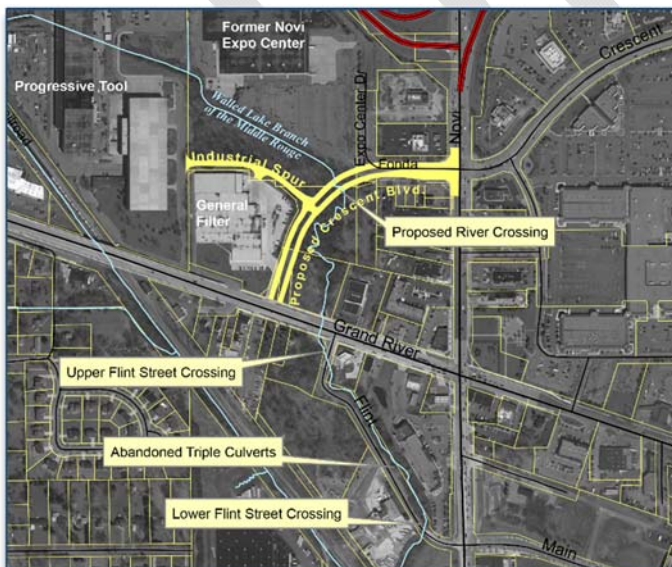 Former Novi
Expo Center
Progressive Tool
Crescent
Walled Lake Branch
of the Middle Rouge
Expo Center Dr
Novi
Industrial Spur
Fonda
General
Filter
Proposed Crescent Blvd.
Proposed River Crossing
Grand River
Upper Flint Street Crossing
Flint
Abandoned Triple Culverts
Lower Flint Street Crossing
Main